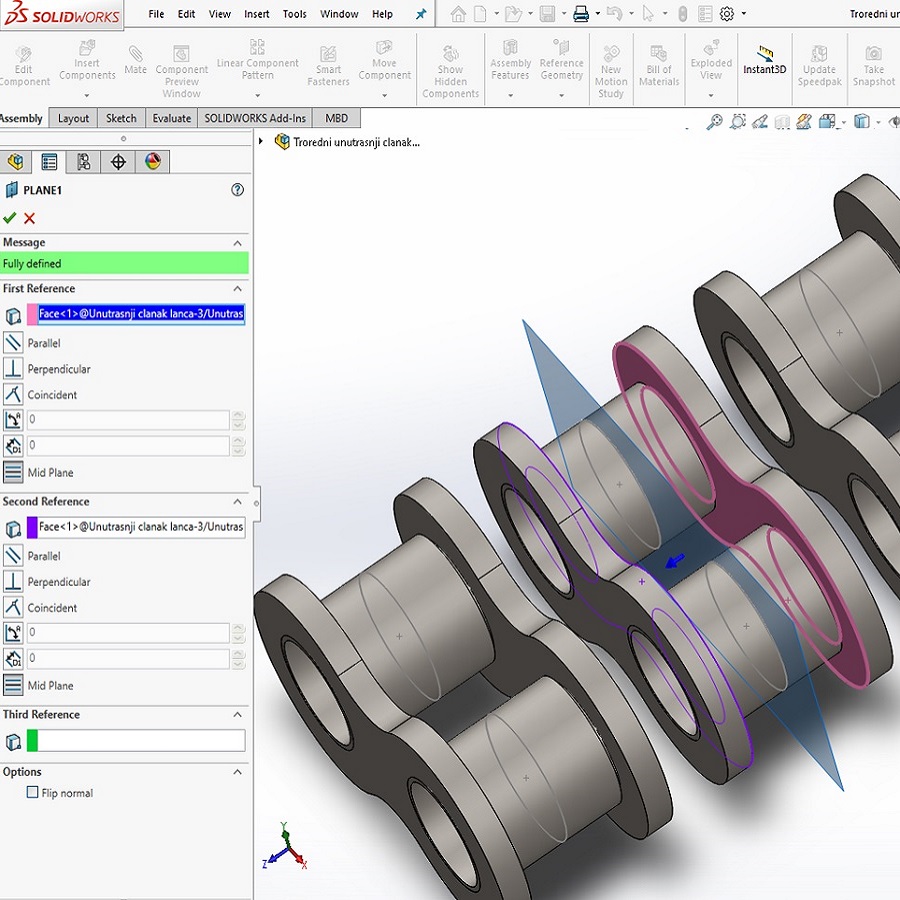 SOLIDWORKS File Edit View Insert Tools Window Help Troredni un
Edit Component
Insert Components
Mate
Component Preview Window
Linear Component Pattern
Smart Fasteners
Move Component
Show Hidden Components
Assembly Features
Reference Geometry
New Motion Study
Bill of Materials
Exploded View
Instant3D
Update Speedpak
Take Snapshot
Assembly Layout Sketch Evaluate SOLIDWORKS Add-Ins MBD
Troredni unutrasnji clanak...
PLANE1
Message
Fully defined
First Reference
Face<1>@Unutrasnji clanak lanca-3/Unutras
Parallel
Perpendicular
Coincident
0
0
Mid Plane
Second Reference
Face<1>@Unutrasnji clanak lanca-3/Unutras
Parallel
Perpendicular
Coincident
0
0
Mid Plane
Third Reference
Options
Flip normal
Y
Z X